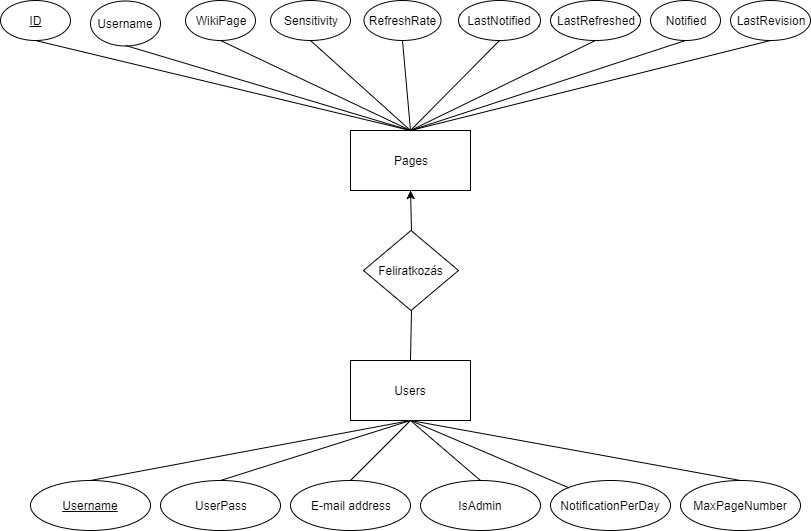 ID
Username
WikiPage
Sensitivity
RefreshRate
LastNotified
LastRefreshed
Notified
LastRevision
Pages
Feliratkozás
Users
Username
UserPass
E-mail address
IsAdmin
NotificationPerDay
MaxPageNumber